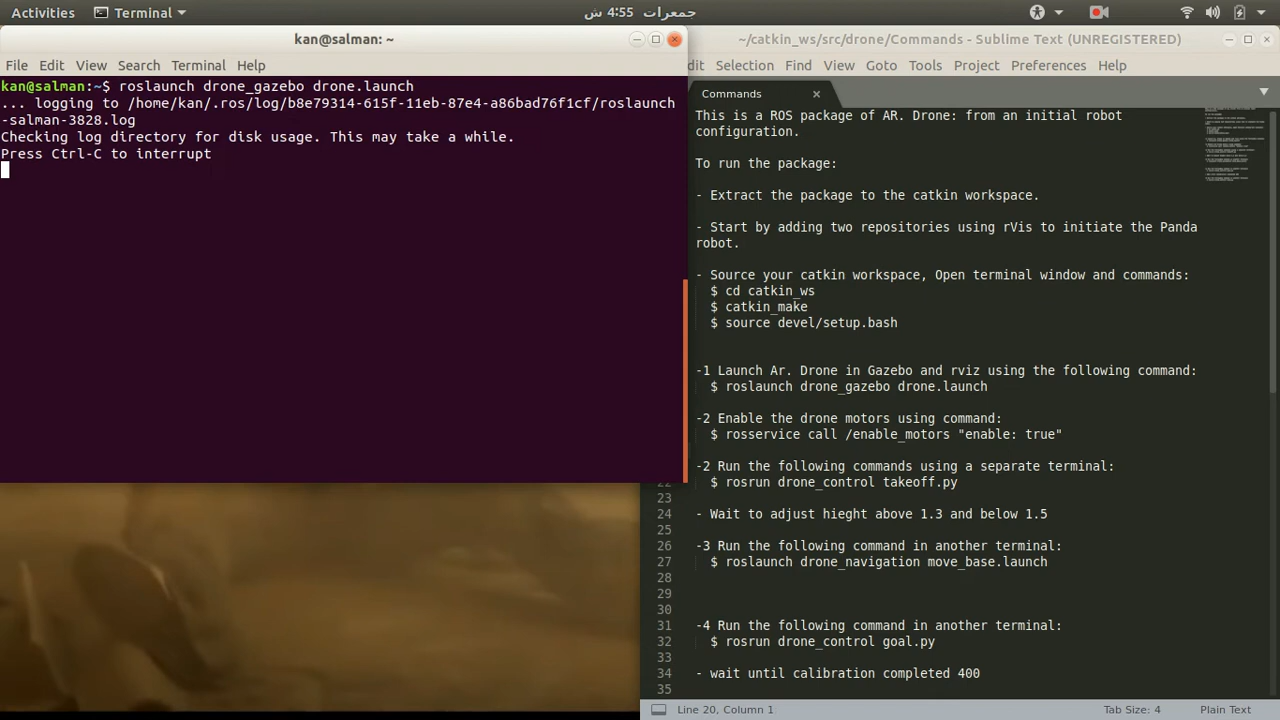 Activities
Terminal
جمعرات 4:55 ش
kan@salman: ~
File Edit View Search Terminal Help
kan@salman:~$ roslaunch drone_gazebo drone.launch
... logging to /home/kan/.ros/log/b8e79314-615f-11eb-87e4-a86bad76f1cf/roslaunch
-salman-3828.log
Checking log directory for disk usage. This may take a while.
Press Ctrl-C to interrupt
~/catkin_ws/src/drone/Commands - Sublime Text (UNREGISTERED)
dit Selection Find View Goto Tools Project Preferences Help
Commands
This is a ROS package of AR. Drone: from an initial robot
configuration.
To run the package:
- Extract the package to the catkin workspace.
- Start by adding two repositories using rVis to initiate the Panda
robot.
- Source your catkin workspace, Open terminal window and commands:
$ cd catkin_ws
$ catkin_make
$ source devel/setup.bash
-1 Launch Ar. Drone in Gazebo and rviz using the following command:
$ roslaunch drone_gazebo drone.launch
-2 Enable the drone motors using command:
$ rosservice call /enable_motors "enable: true"
-2 Run the following commands using a separate terminal:
22 $ rosrun drone_control takeoff.py
23
24 - Wait to adjust hieght above 1.3 and below 1.5
25
26 -3 Run the following command in another terminal:
27 $ roslaunch drone_navigation move_base.launch
28
29
30
31 -4 Run the following command in another terminal:
32 $ rosrun drone_control goal.py
33
34 - wait until calibration completed 400
35
Line 20, Column 1
Tab Size: 4
Plain Text